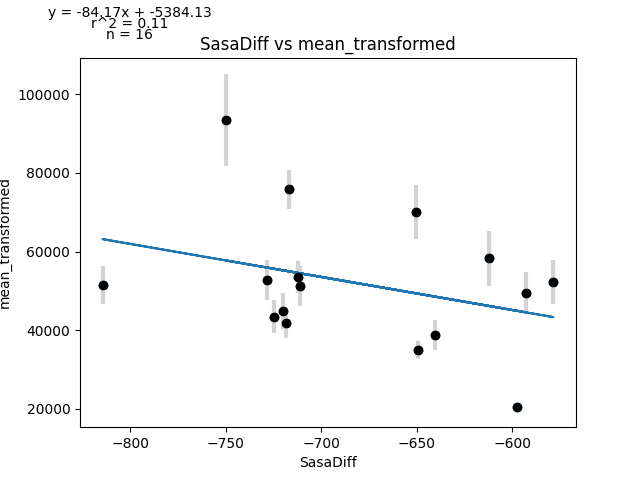 y = -84.17x + -5384.13
r^2 = 0.11
n = 16
SasaDiff vs mean_transformed
mean_transformed
100000
80000
60000
40000
20000
−800
−750
−700
−650
−600
SasaDiff